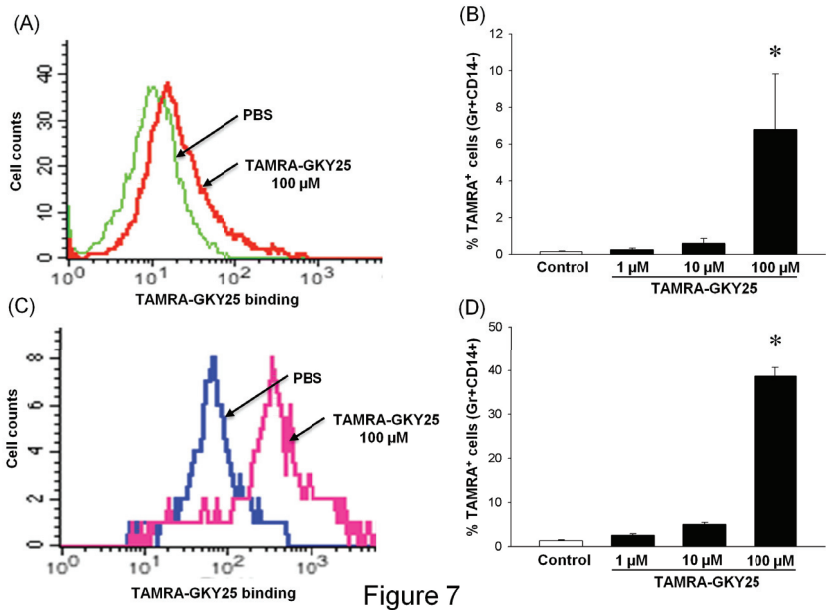 (A)
Cell counts
40
30
20
10
0
PBS
TAMRA-GKY25
100 µM
10⁰ 10¹ 10² 10³
TAMRA-GKY25 binding
(B)
% TAMRA⁺ cells (Gr+CD14-)
12
10
8
6
4
2
0
*
Control 1 µM 10 µM 100 µM
TAMRA-GKY25
(C)
Cell counts
8
6
4
2
0
PBS
TAMRA-GKY25
100 µM
10⁰ 10¹ 10² 10³
TAMRA-GKY25 binding
(D)
% TAMRA⁺ cells (Gr+CD14+)
50
40
30
20
10
0
*
Control 1 µM 10 µM 100 µM
TAMRA-GKY25
Figure 7